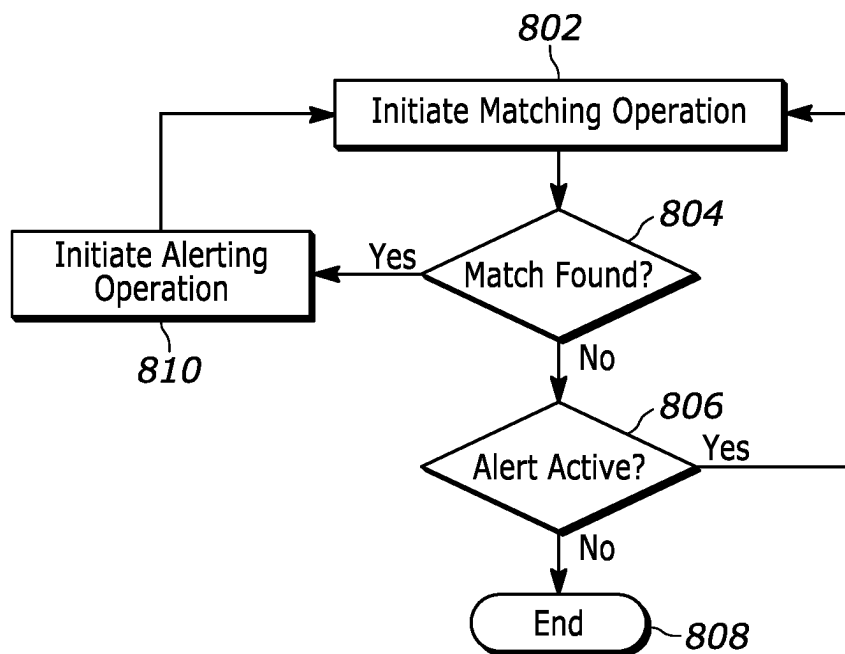 802
Initiate Matching Operation
804
Match Found?
Yes
Initiate Alerting
Operation
810
No
806
Alert Active?
Yes
No
End
808